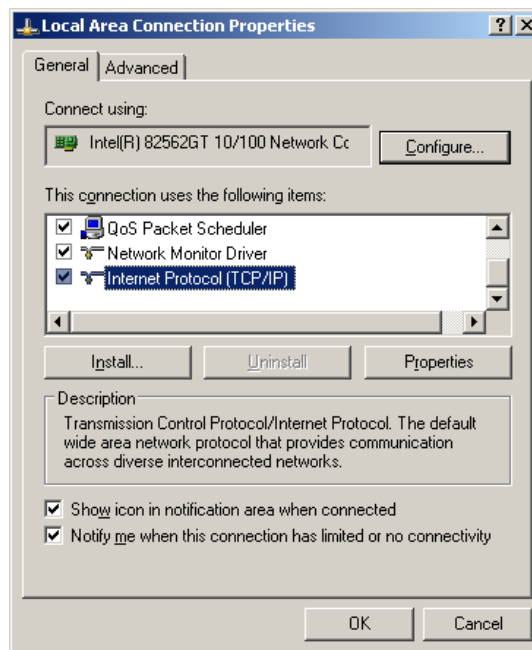 Local Area Connection Properties
General
Advanced
Connect using:
Intel(R) 82562GT 10/100 Network Cc
Configure...
This connection uses the following items:
QoS Packet Scheduler
Network Monitor Driver
Internet Protocol (TCP/IP)
Install...
Uninstall
Properties
Description
Transmission Control Protocol/Internet Protocol. The default
wide area network protocol that provides communication
across diverse interconnected networks.
Show icon in notification area when connected
Notify me when this connection has limited or no connectivity
OK
Cancel